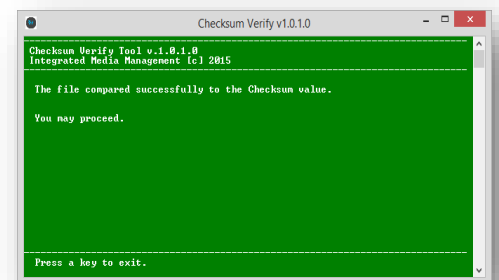 Checksum Verify v1.0.1.0
Checksum Verify Tool v.1.0.1.0
Integrated Media Management [c] 2015
The file compared successfully to the Checksum value.
You may proceed.
Press a key to exit.